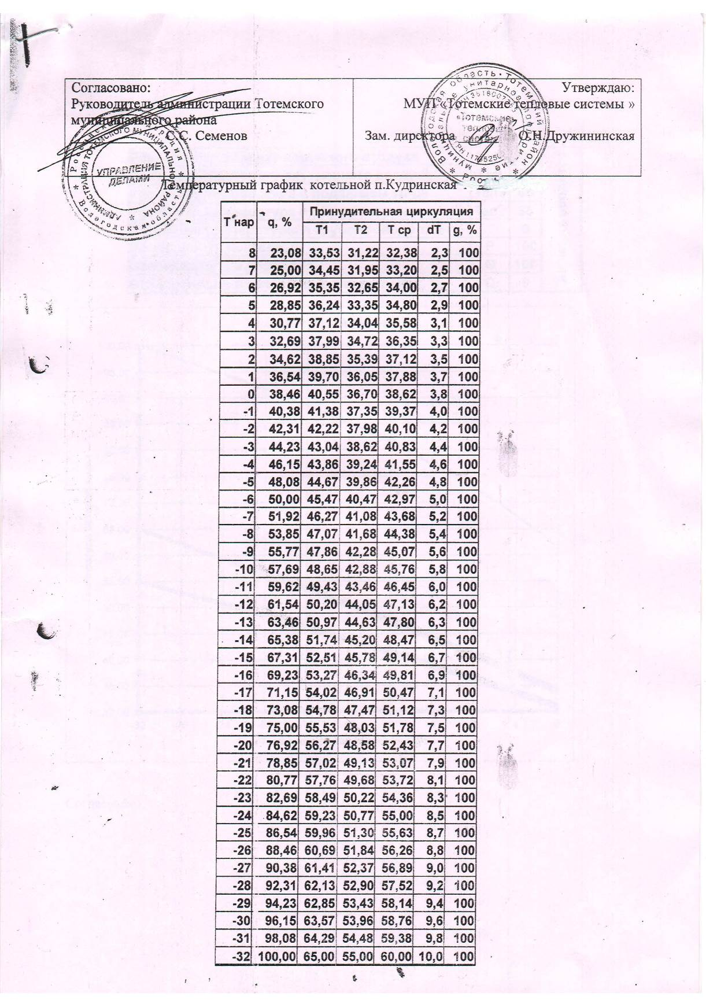 Согласовано:
Руководитель администрации Тотемского
муниципального района
С.С. Семенов
Утверждаю:
МУП «Тотемские тепловые системы »
Зам. директора О.Н.Дружининская
УПРАВЛЕНИЕ
ДЕЛАМИ
«Тотемские
тепловые
системы»
Температурный график котельной п.Кудринская
Т нар q, % Принудительная циркуляция
Т1 Т2 Т ср dT g, %
8 23,08 33,53 31,22 32,38 2,3 100
7 25,00 34,45 31,95 33,20 2,5 100
6 26,92 35,35 32,65 34,00 2,7 100
5 28,85 36,24 33,35 34,80 2,9 100
4 30,77 37,12 34,04 35,58 3,1 100
3 32,69 37,99 34,72 36,35 3,3 100
2 34,62 38,85 35,39 37,12 3,5 100
1 36,54 39,70 36,05 37,88 3,7 100
0 38,46 40,55 36,70 38,62 3,8 100
-1 40,38 41,38 37,35 39,37 4,0 100
-2 42,31 42,22 37,98 40,10 4,2 100
-3 44,23 43,04 38,62 40,83 4,4 100
-4 46,15 43,86 39,24 41,55 4,6 100
-5 48,08 44,67 39,86 42,26 4,8 100
-6 50,00 45,47 40,47 42,97 5,0 100
-7 51,92 46,27 41,08 43,68 5,2 100
-8 53,85 47,07 41,68 44,38 5,4 100
-9 55,77 47,86 42,28 45,07 5,6 100
-10 57,69 48,65 42,88 45,76 5,8 100
-11 59,62 49,43 43,46 46,45 6,0 100
-12 61,54 50,20 44,05 47,13 6,2 100
-13 63,46 50,97 44,63 47,80 6,3 100
-14 65,38 51,74 45,20 48,47 6,5 100
-15 67,31 52,51 45,78 49,14 6,7 100
-16 69,23 53,27 46,34 49,81 6,9 100
-17 71,15 54,02 46,91 50,47 7,1 100
-18 73,08 54,78 47,47 51,12 7,3 100
-19 75,00 55,53 48,03 51,78 7,5 100
-20 76,92 56,27 48,58 52,43 7,7 100
-21 78,85 57,02 49,13 53,07 7,9 100
-22 80,77 57,76 49,68 53,72 8,1 100
-23 82,69 58,49 50,22 54,36 8,3 100
-24 84,62 59,23 50,77 55,00 8,5 100
-25 86,54 59,96 51,30 55,63 8,7 100
-26 88,46 60,69 51,84 56,26 8,8 100
-27 90,38 61,41 52,37 56,89 9,0 100
-28 92,31 62,13 52,90 57,52 9,2 100
-29 94,23 62,85 53,43 58,14 9,4 100
-30 96,15 63,57 53,96 58,76 9,6 100
-31 98,08 64,29 54,48 59,38 9,8 100
-32 100,00 65,00 55,00 60,00 10,0 100